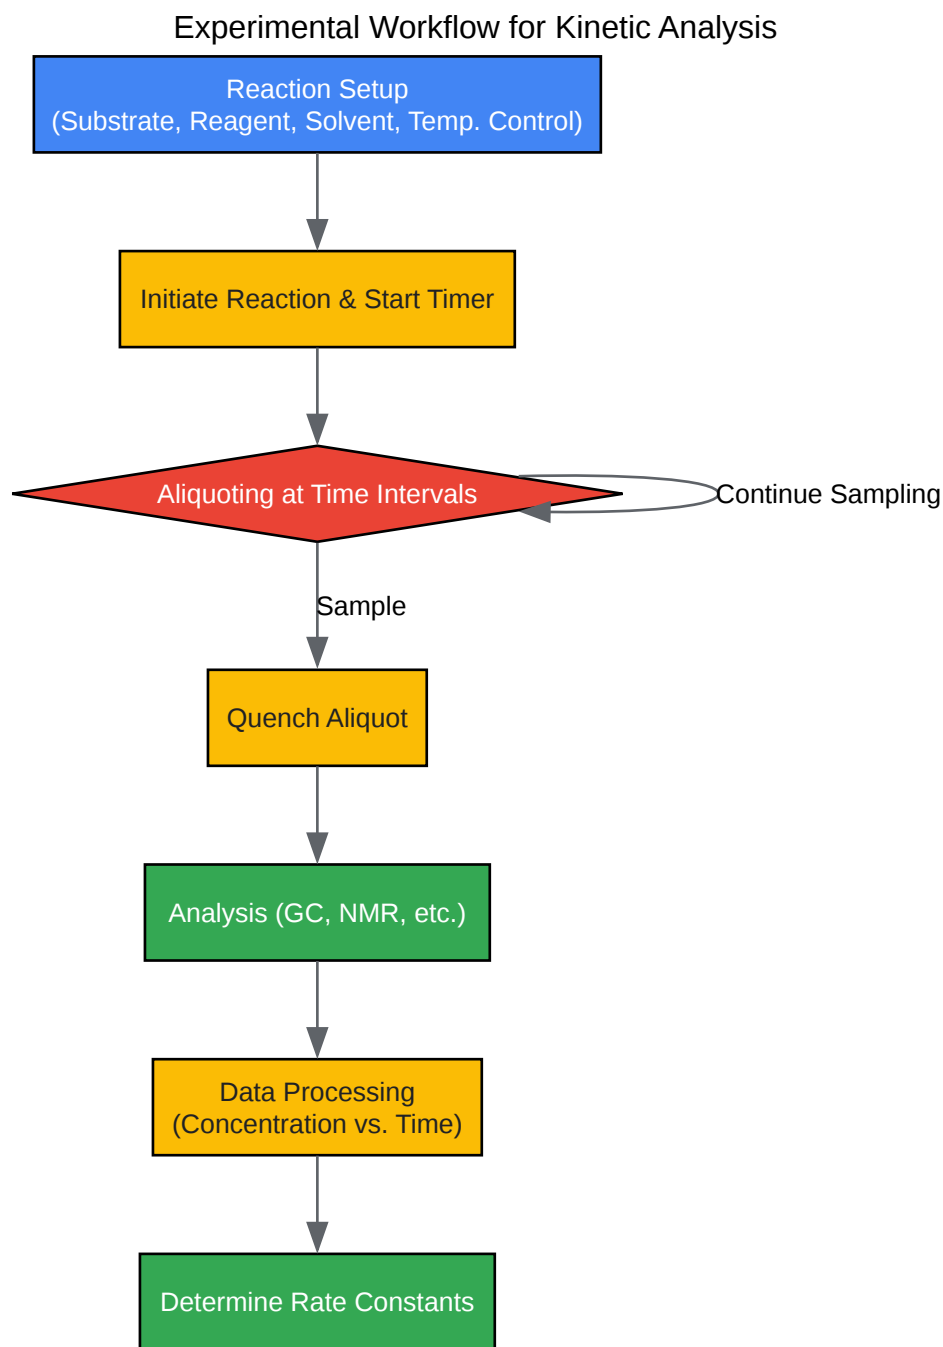 Experimental Workflow for Kinetic Analysis
Reaction Setup
(Substrate, Reagent, Solvent, Temp. Control)
Initiate Reaction & Start Timer
Aliquoting at Time Intervals
Continue Sampling
Sample
Quench Aliquot
Analysis (GC, NMR, etc.)
Data Processing
(Concentration vs. Time)
Determine Rate Constants